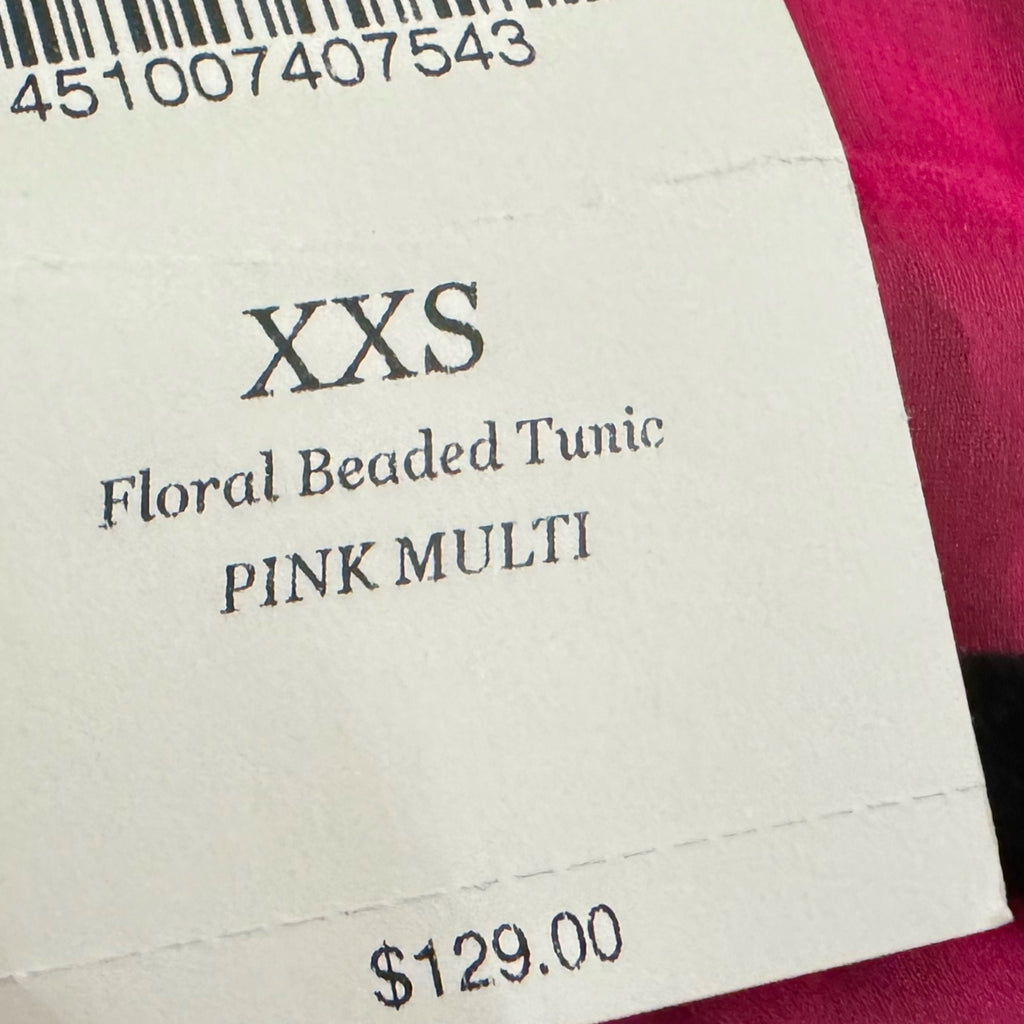 451007407543
XXS
Floral Beaded Tunic
PINK MULTI
$129.00